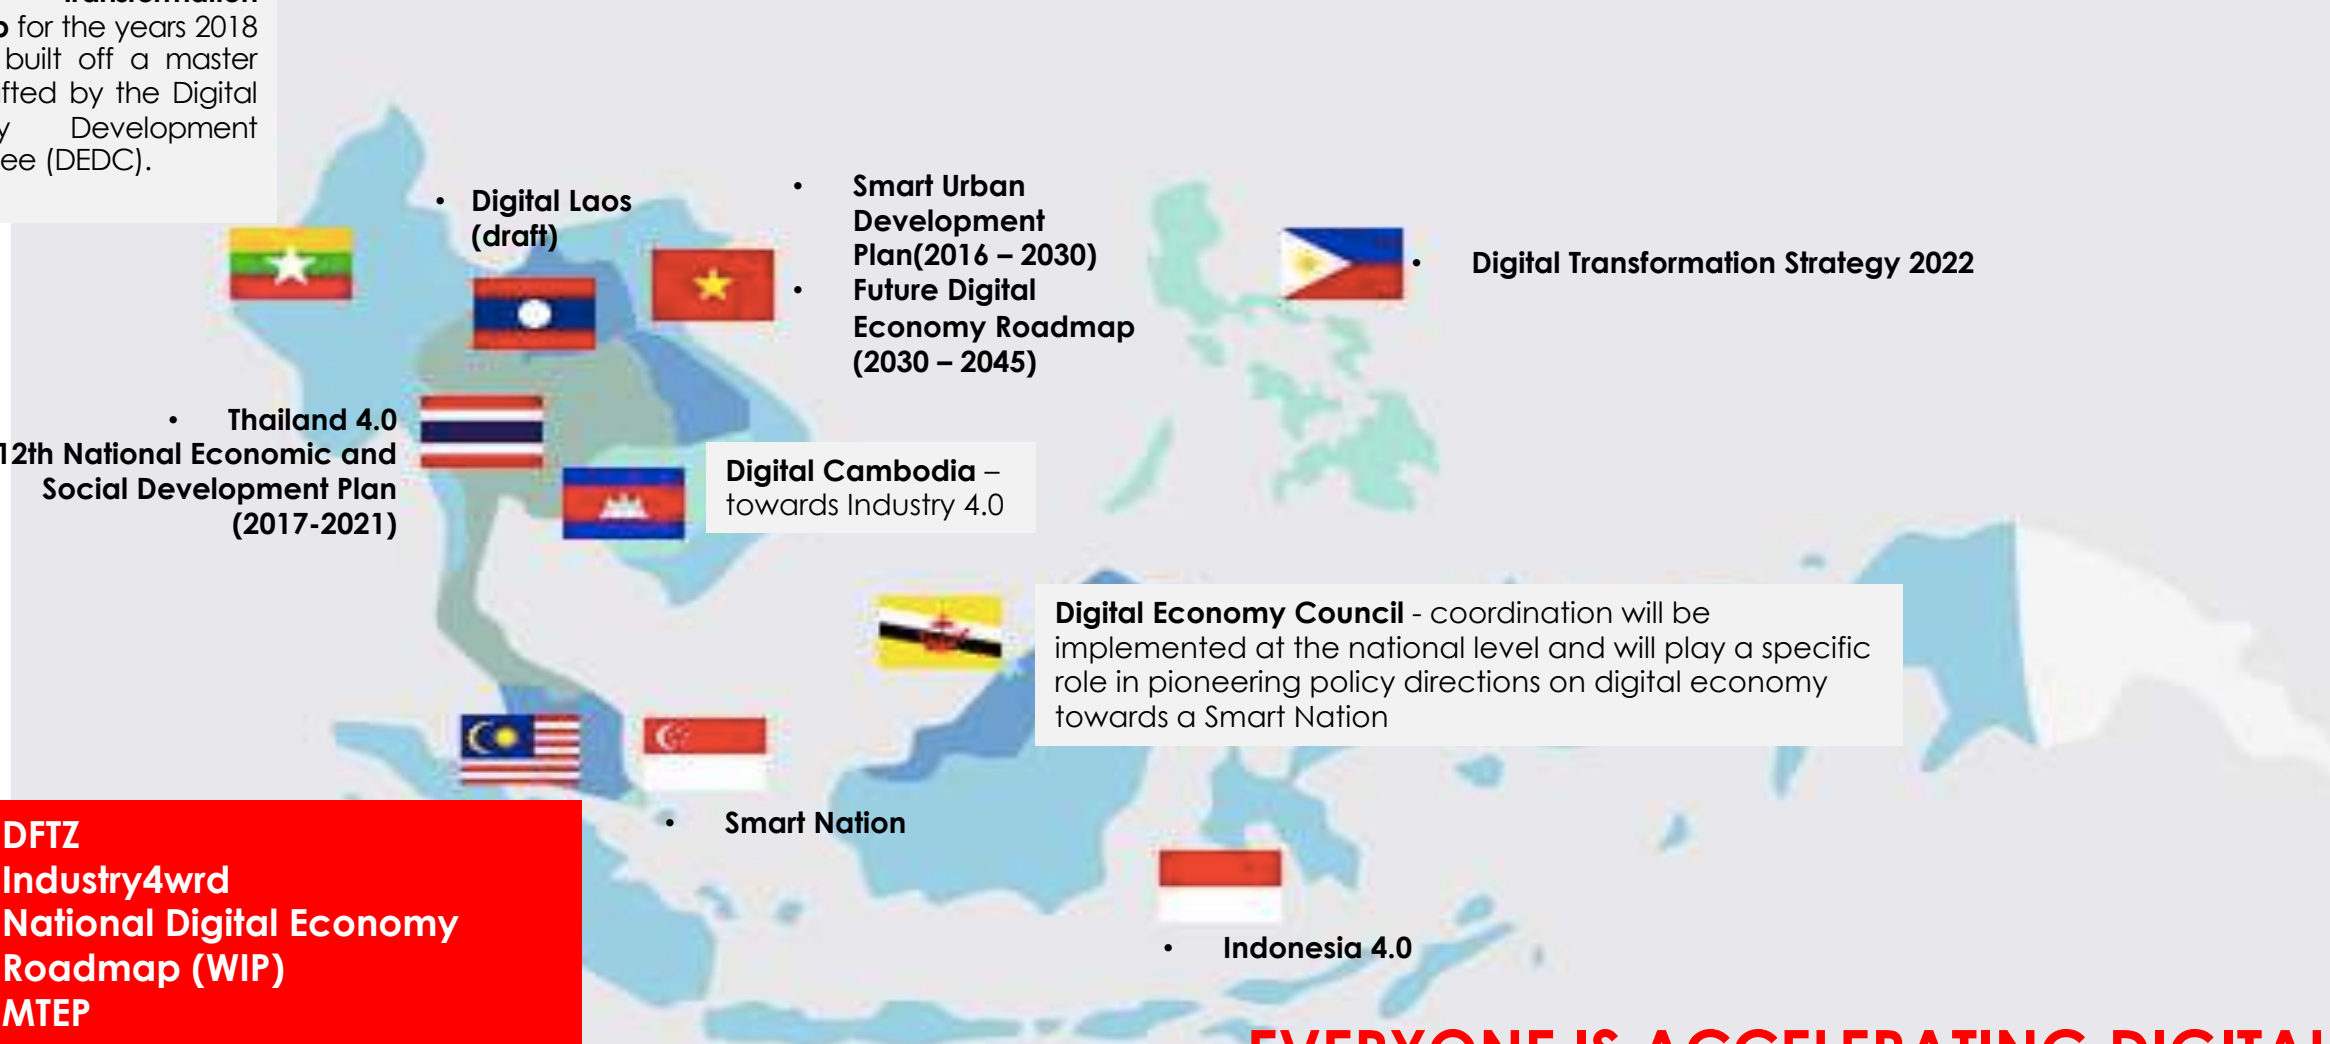 for the years 2018
built off a master
by the Digital
Development
(DEDC).
• Digital Laos
(draft)
• Smart Urban
Development
Plan(2016 – 2030)
• Future Digital
Economy Roadmap
(2030 – 2045)
• Digital Transformation Strategy 2022
• Thailand 4.0
12th National Economic and
Social Development Plan
(2017-2021)
Digital Cambodia –
towards Industry 4.0
Digital Economy Council - coordination will be
implemented at the national level and will play a specific
role in pioneering policy directions on digital economy
towards a Smart Nation
• Smart Nation
DFTZ
Industry4wrd
National Digital Economy
Roadmap (WIP)
MTEP
• Indonesia 4.0
EVERYONE IS ACCELERATING DIGITAL